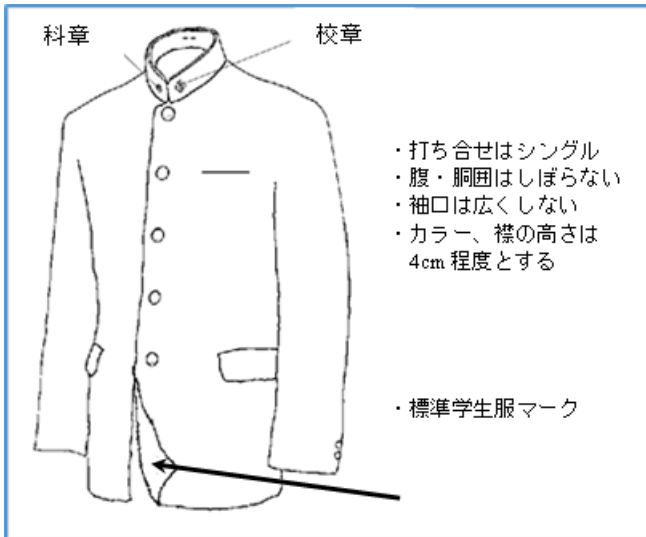 科章
校章
・打ち合せはシングル
・腹・胴囲はしぼらない
・袖口は広くしない
・カラー、襟の高さは
4cm 程度とする
・標準学生服マーク